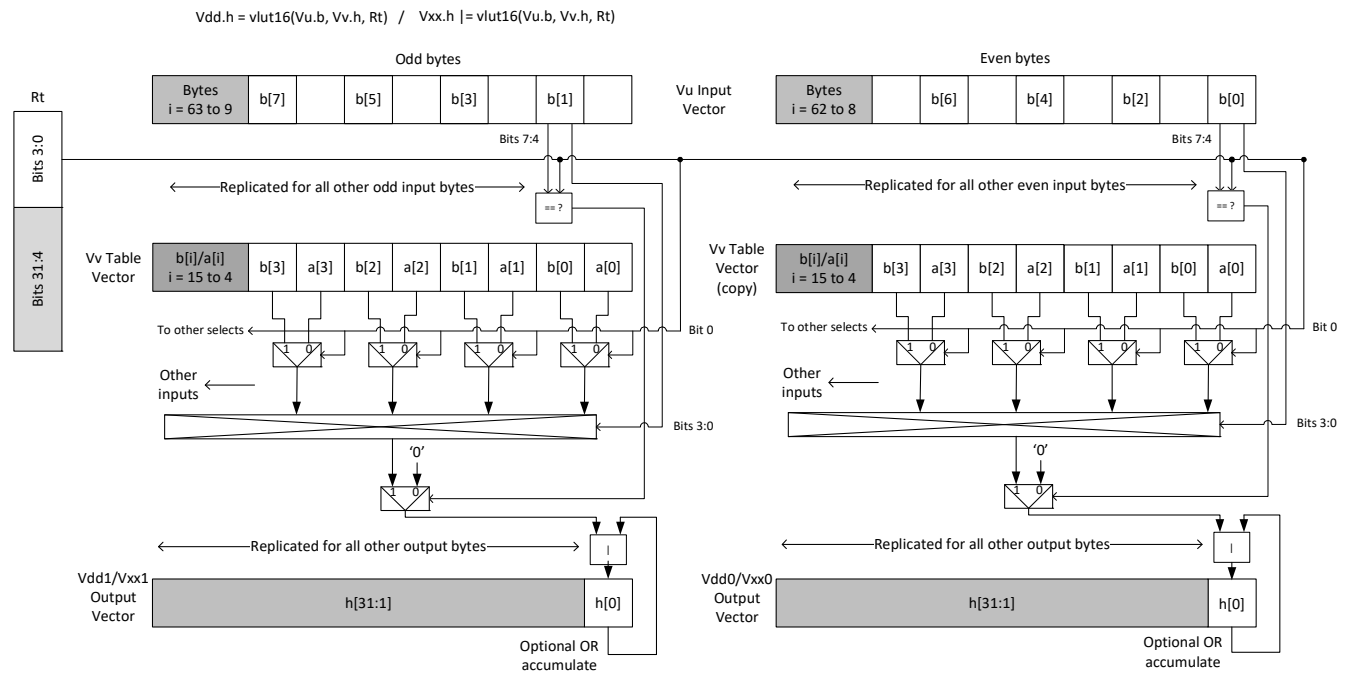 Vdd.h = vlut16(Vu.b, Vv.h, Rt) / Vxx.h |= vlut16(Vu.b, Vv.h, Rt)
Odd bytes
Even bytes
Rt
Bits 3:0
Bits 31:4
Bytes
i = 63 to 9
b[7]
b[5]
b[3]
b[1]
Vu Input
Vector
Bytes
i = 62 to 8
b[6]
b[4]
b[2]
b[0]
Bits 7:4
Bits 7:4
Replicated for all other odd input bytes
== ?
Replicated for all other even input bytes
== ?
Vv Table
Vector
b[i]/a[i]
i = 15 to 4
b[3]
a[3]
b[2]
a[2]
b[1]
a[1]
b[0]
a[0]
Vv Table
Vector
(copy)
b[i]/a[i]
i = 15 to 4
b[3]
a[3]
b[2]
a[2]
b[1]
a[1]
b[0]
a[0]
To other selects
Bit 0
To other selects
Bit 0
1 0
1 0
1 0
1 0
1 0
1 0
1 0
1 0
Other
inputs
Other
inputs
Bits 3:0
Bits 3:0
'0'
'0'
1 0
1 0
Replicated for all other output bytes
|
Replicated for all other output bytes
|
Vdd1/Vxx1
Output
Vector
h[31:1]
h[0]
Vdd0/Vxx0
Output
Vector
h[31:1]
h[0]
Optional OR
accumulate
Optional OR
accumulate